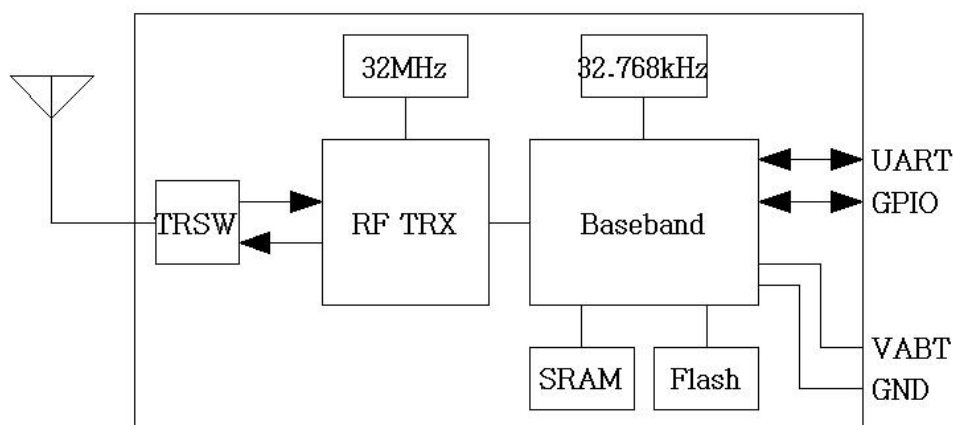 32MHz
32.768kHz
TRSW
RF TRX
Baseband
UART
GPIO
SRAM
Flash
VABT
GND